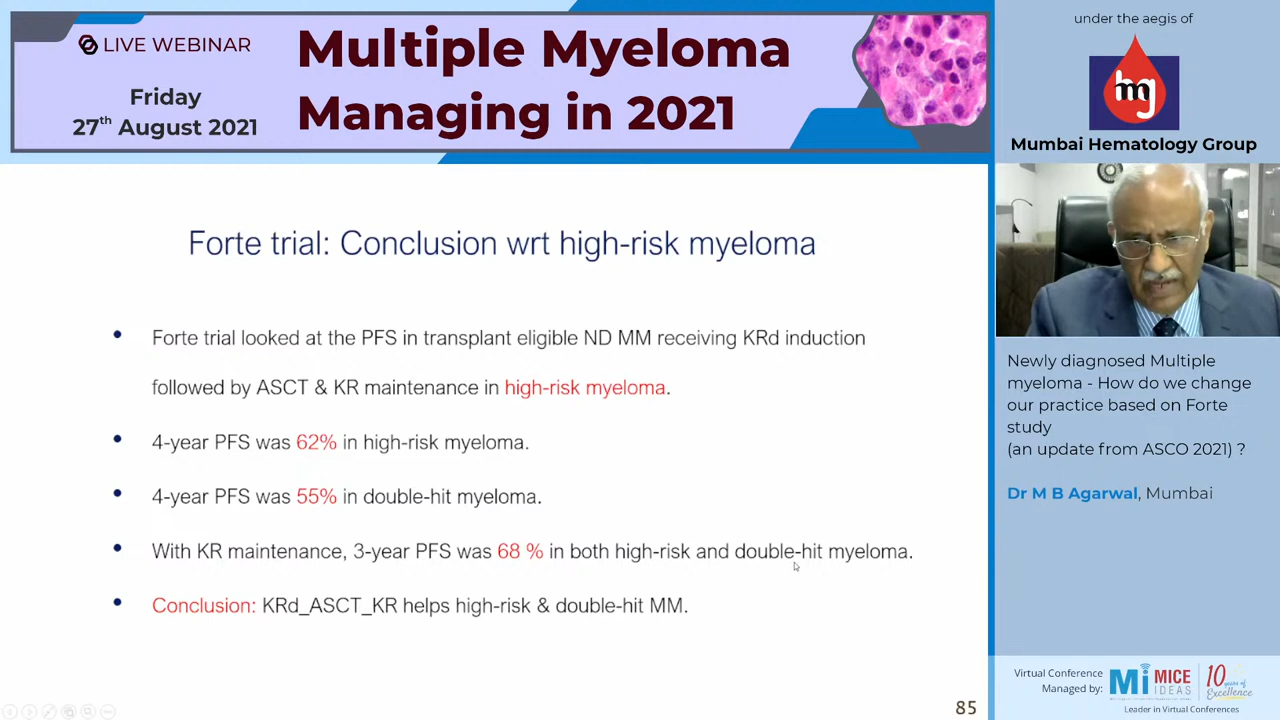 LIVE WEBINAR
Friday
27th August 2021
Multiple Myeloma
Managing in 2021
under the aegis of
hmg
Mumbai Hematology Group
Forte trial: Conclusion wrt high-risk myeloma
• Forte trial looked at the PFS in transplant eligible ND MM receiving KRd induction
followed by ASCT & KR maintenance in high-risk myeloma.
• 4-year PFS was 62% in high-risk myeloma.
• 4-year PFS was 55% in double-hit myeloma.
• With KR maintenance, 3-year PFS was 68 % in both high-risk and double-hit myeloma.
• Conclusion: KRd_ASCT_KR helps high-risk & double-hit MM.
85
Newly diagnosed Multiple
myeloma - How do we change
our practice based on Forte
study
(an update from ASCO 2021) ?
Dr M B Agarwal, Mumbai
Virtual Conference
Managed by:
Mi MICE
IDEAS
10 years of
Excellence
Leader in Virtual Conferences